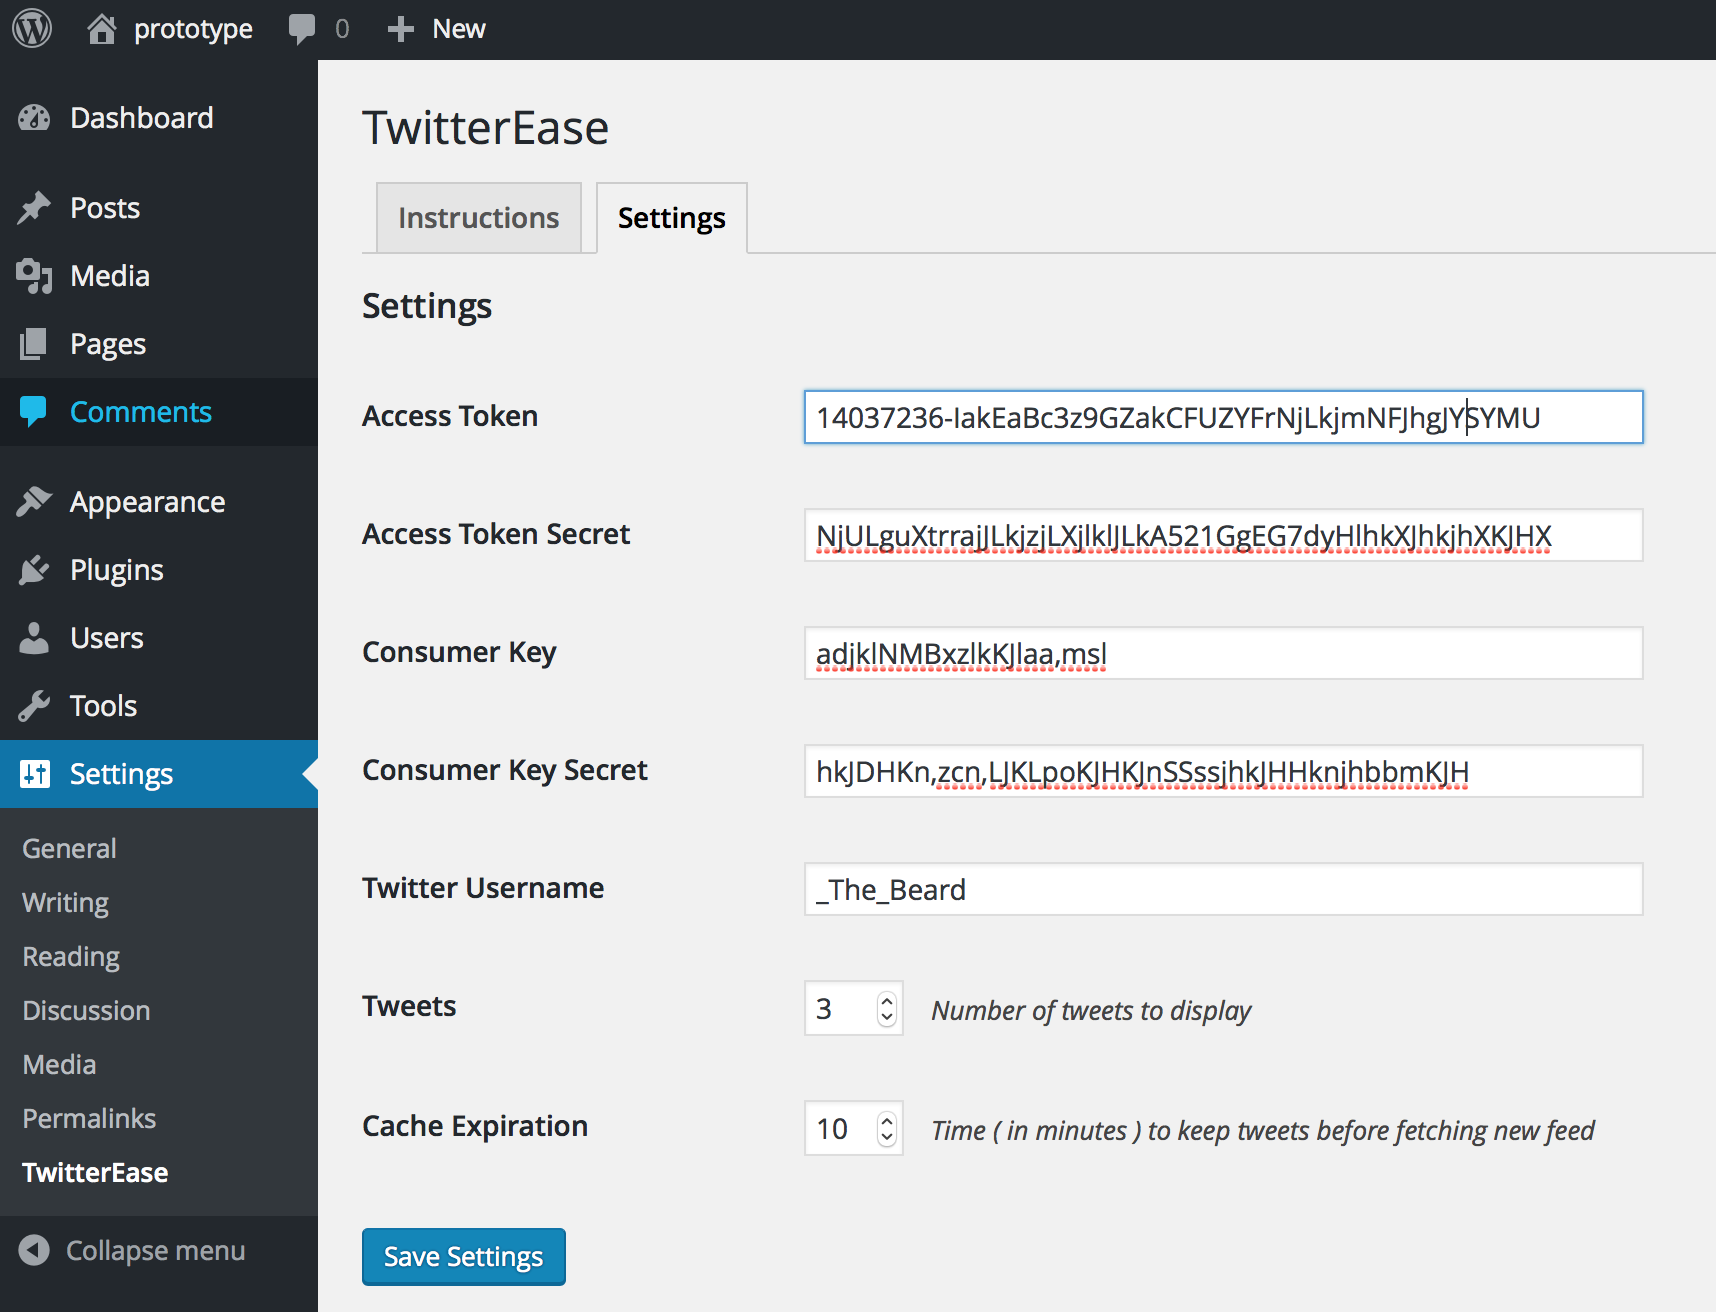 prototype 0 New
Dashboard
Posts
Media
Pages
Comments
Appearance
Plugins
Users
Tools
Settings
General
Writing
Reading
Discussion
Media
Permalinks
TwitterEase
Collapse menu
TwitterEase
Instructions Settings
Settings
Access Token 14037236-IakEaBc3z9GZakCFUZYFrNjLkjmNFJhgJYSYMU
Access Token Secret NjULguXtrrajJLkjzjLXjlklJLkA521GgEG7dyHlhkXJhkjhXKJHX
Consumer Key adjklNMBxzlkKJlaa,msl
Consumer Key Secret hkJDHKn,zcn,LJKLpoKJHKJnSSssjhkJHHknjhbbmKJH
Twitter Username _The_Beard
Tweets 3 Number of tweets to display
Cache Expiration 10 Time ( in minutes ) to keep tweets before fetching new feed
Save Settings